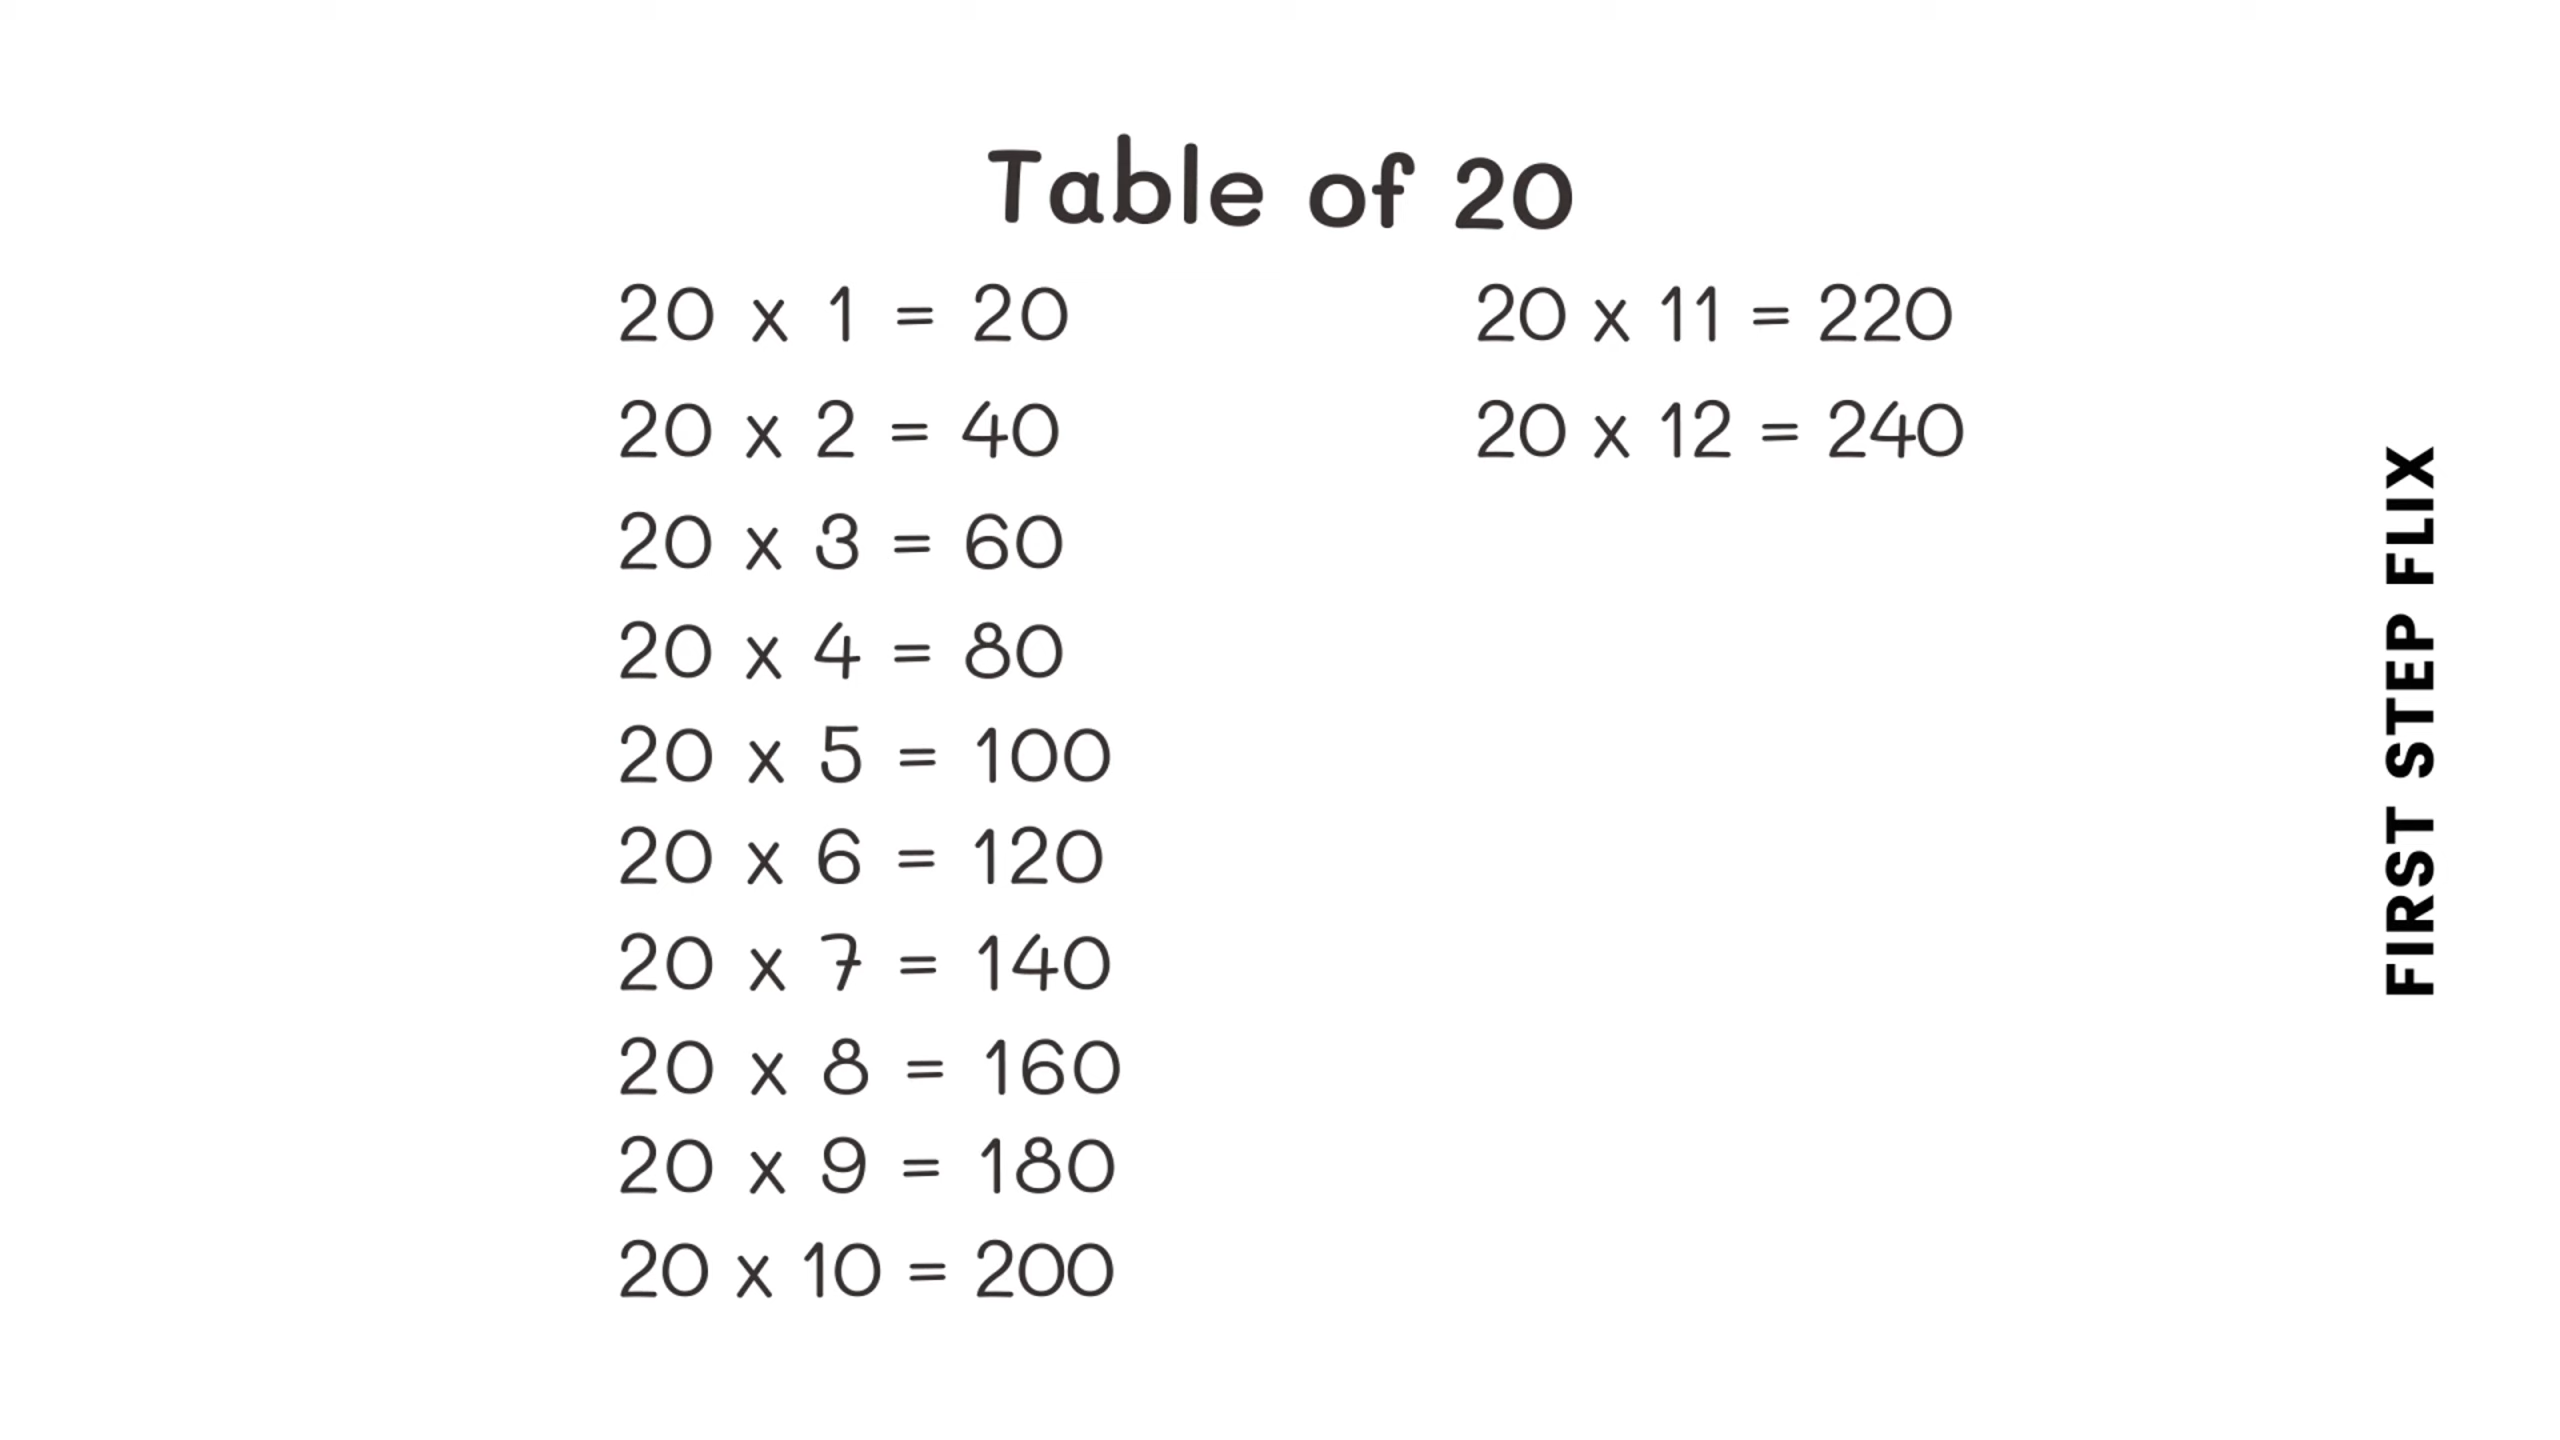 Table of 20
20 x 1 = 20
20 x 2 = 40
20 x 3 = 60
20 x 4 = 80
20 x 5 = 100
20 x 6 = 120
20 x 7 = 140
20 x 8 = 160
20 x 9 = 180
20 x 10 = 200
20 x 11 = 220
20 x 12 = 240
FIRST STEP FLIX